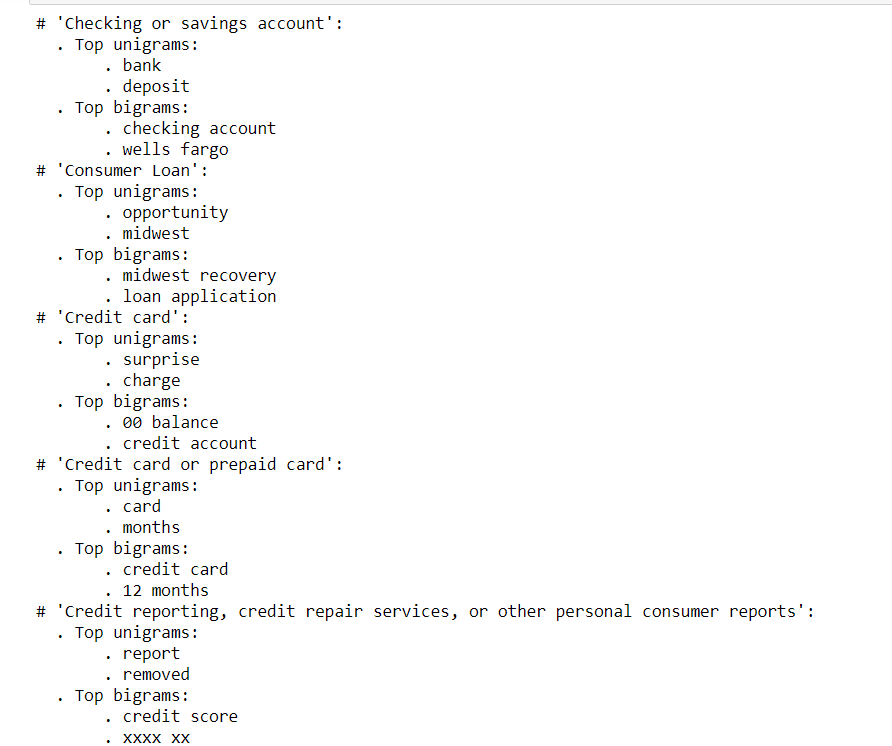 # 'Checking or savings account':
. Top unigrams:
. bank
. deposit
. Top bigrams:
. checking account
. wells fargo
# 'Consumer Loan':
. Top unigrams:
. opportunity
. midwest
. Top bigrams:
. midwest recovery
. loan application
# 'Credit card':
. Top unigrams:
. surprise
. charge
. Top bigrams:
. 00 balance
. credit account
# 'Credit card or prepaid card':
. Top unigrams:
. card
. months
. Top bigrams:
. credit card
. 12 months
# 'Credit reporting, credit repair services, or other personal consumer reports':
. Top unigrams:
. report
. removed
. Top bigrams:
. credit score
. xxxx xx